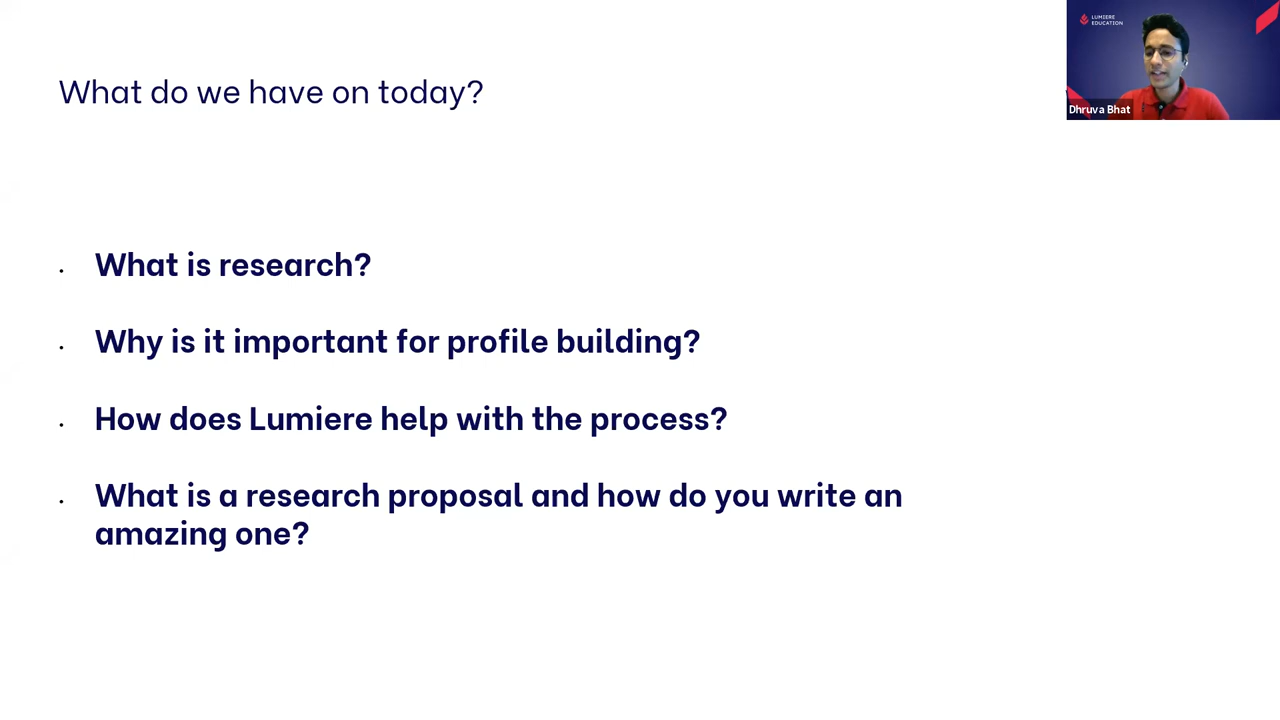 What do we have on today?
LUMIERE
EDUCATION
Dhruva Bhat
• What is research?
• Why is it important for profile building?
• How does Lumiere help with the process?
• What is a research proposal and how do you write an
amazing one?